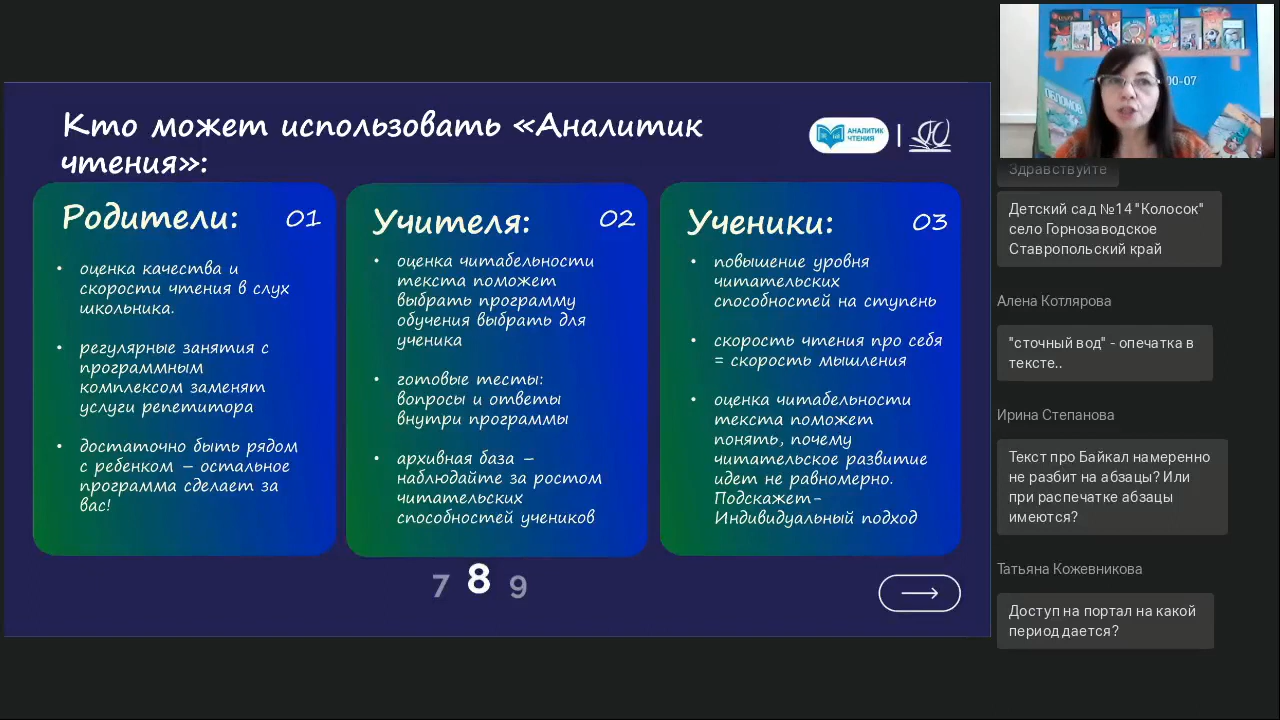 Кто может использовать «Аналитик
чтения»:
АНАЛИТИК
ЧТЕНИЯ
Родители:
01
• оценка качества и
скорости чтения в слух
школьника.
• регулярные занятия с
программным
комплексом заменят
услуги репетитора
• достаточно быть рядом
с ребенком – остальное
программа сделает за
вас!
Учителя:
02
• оценка читабельности
текста поможет
выбрать программу
обучения выбрать для
ученика
• готовые тесты:
вопросы и ответы
внутри программы
• архивная база –
наблюдайте за ростом
читательских
способностей учеников
Ученики:
03
• повышение уровня
читательских
способностей на ступень
• скорость чтения про себя
= скорость мышления
• оценка читабельности
текста поможет
понять, почему
читательское развитие
идет не равномерно.
Подскажет-
Индивидуальный подход
7 8 9
00-07
ОБЛОМОВ
Здравствуйте
Детский сад №14 "Колосок"
село Горнозаводское
Ставропольский край
Алена Котлярова
"сточный вод" - опечатка в
тексте..
Ирина Степанова
Текст про Байкал намеренно
не разбит на абзацы? Или
при распечатке абзацы
имеются?
Татьяна Кожевникова
Доступ на портал на какой
период дается?